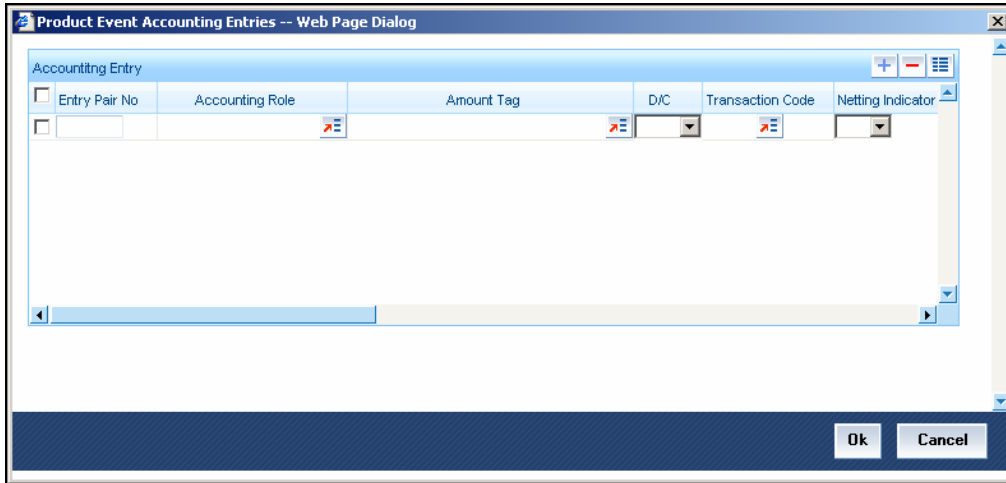 Product Event Accounting Entries -- Web Page Dialog
Accountitng Entry
Entry Pair No Accounting Role Amount Tag D/C Transaction Code Netting Indicator
Ok Cancel